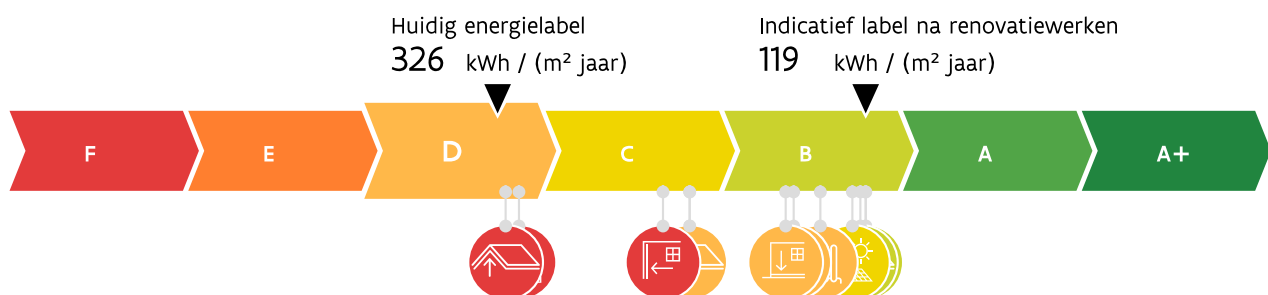 Huidig energielabel
326 kWh / (m² jaar)
Indicatief label na renovatiewerken
119 kWh / (m² jaar)
F E D C B A A+